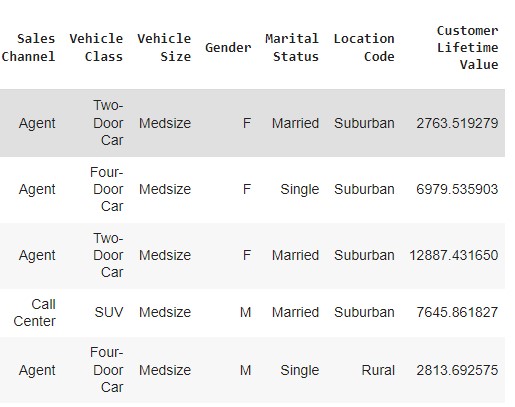 Sales Channel Vehicle Class Vehicle Size Gender Marital Status Location Code Customer Lifetime Value
Agent Two-Door Car Medsize F Married Suburban 2763.519279
Agent Four-Door Car Medsize F Single Suburban 6979.535903
Agent Two-Door Car Medsize F Married Suburban 12887.431650
Call Center SUV Medsize M Married Suburban 7645.861827
Agent Four-Door Car Medsize M Single Rural 2813.692575